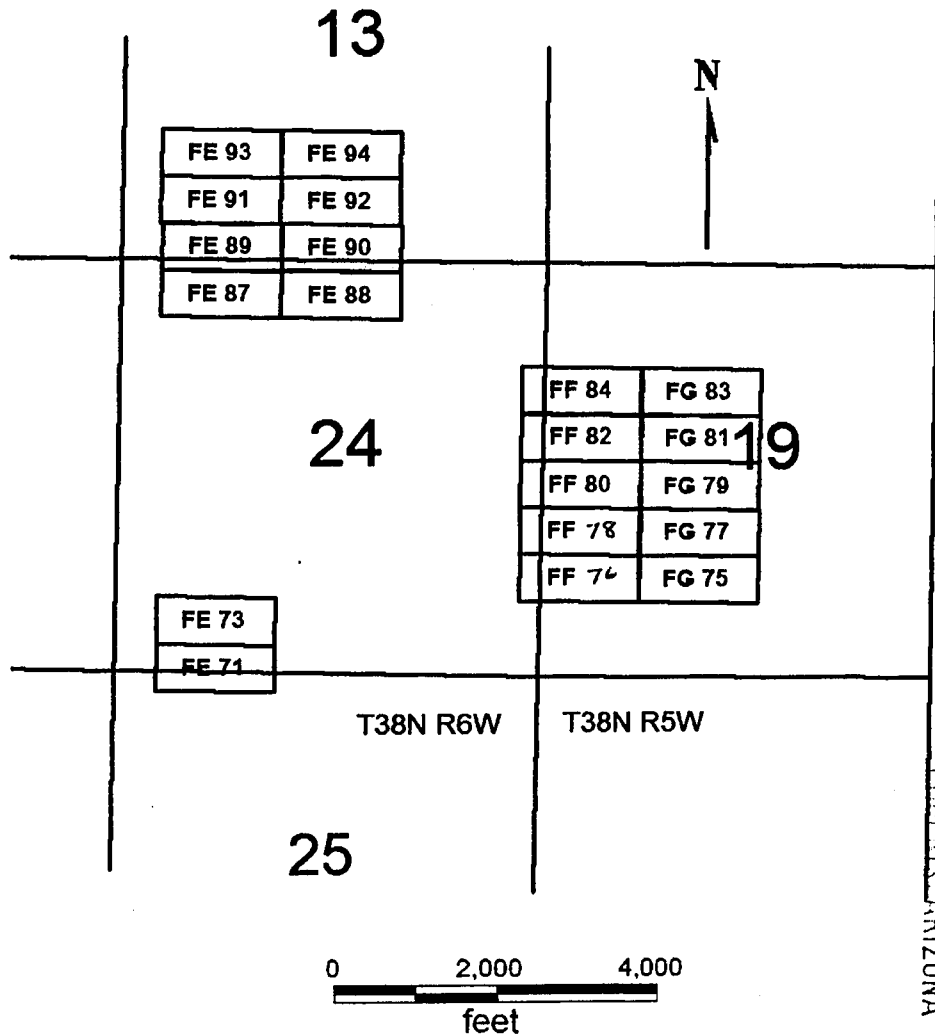 13
N
FE 93 FE 94
FE 91 FE 92
FE 89 FE 90
FE 87 FE 88
FF 84 FG 83
24 FF 82 FG 81 19
FF 80 FG 79
FF 78 FG 77
FF 76 FG 75
FE 73
FE 71
T38N R6W T38N R5W
25
0 2,000 4,000
feet
ARIZONA